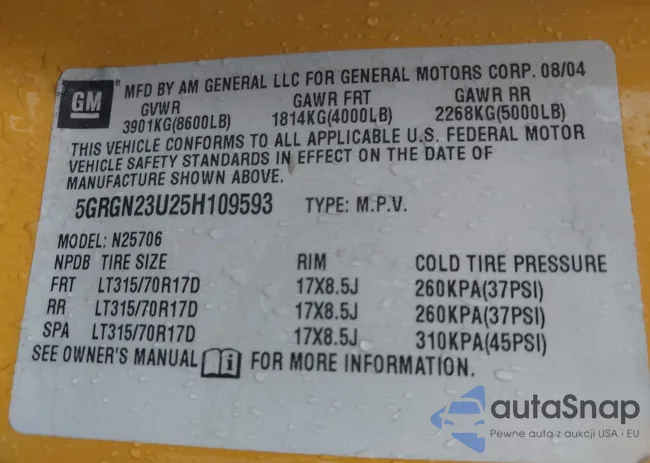 GM
MFD BY AM GENERAL LLC FOR GENERAL MOTORS CORP. 08/04
GVWR GAWR FRT GAWR RR
3901KG(8600LB) 1814KG(4000LB) 2268KG(5000LB)
THIS VEHICLE CONFORMS TO ALL APPLICABLE U.S. FEDERAL MOTOR
VEHICLE SAFETY STANDARDS IN EFFECT ON THE DATE OF
MANUFACTURE SHOWN ABOVE.
5GRGN23U25H109593 TYPE: M.P.V.
MODEL: N25706
NPDB TIRE SIZE RIM COLD TIRE PRESSURE
FRT LT315/70R17D 17X8.5J 260KPA(37PSI)
RR LT315/70R17D 17X8.5J 260KPA(37PSI)
SPA LT315/70R17D 17X8.5J 310KPA(45PSI)
SEE OWNER'S MANUAL i FOR MORE INFORMATION.
autaSnap
Pewne auta z aukcji USA i EU